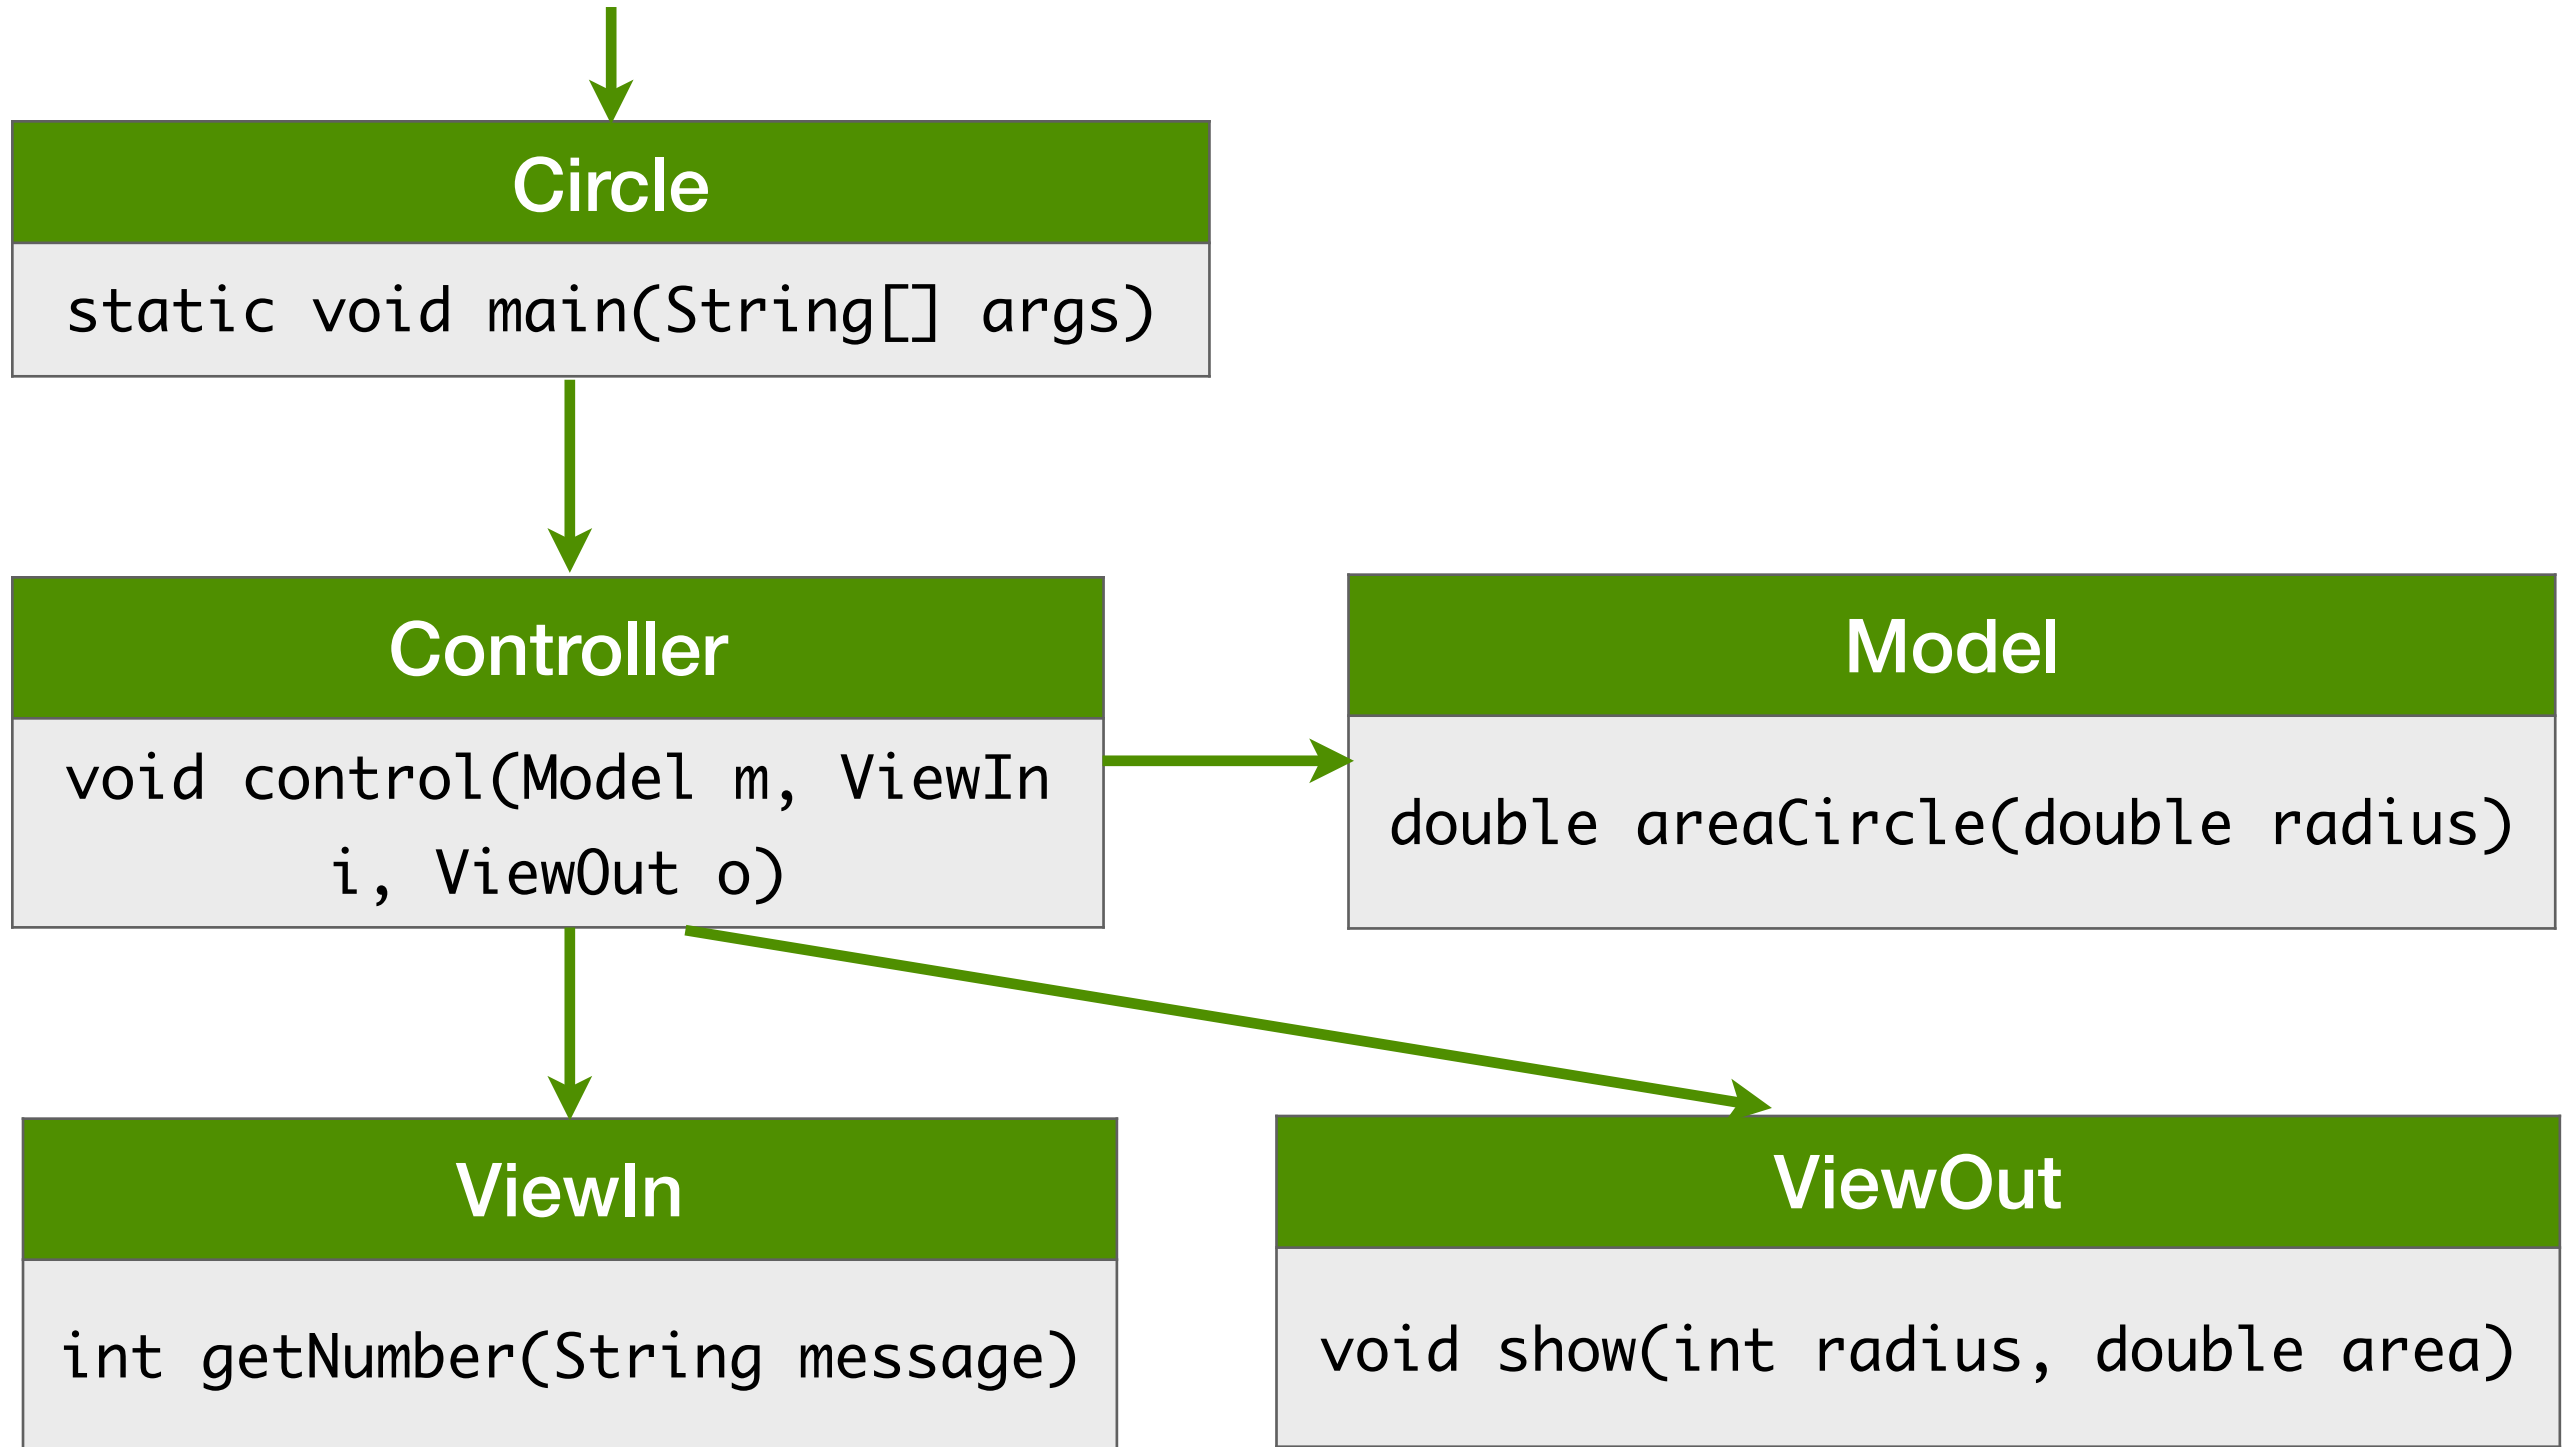 Circle
static void main(String[] args)
Controller
void control(Model m, ViewIn
i, ViewOut o)
Model
double areaCircle(double radius)
ViewIn
int getNumber(String message)
ViewOut
void show(int radius, double area)